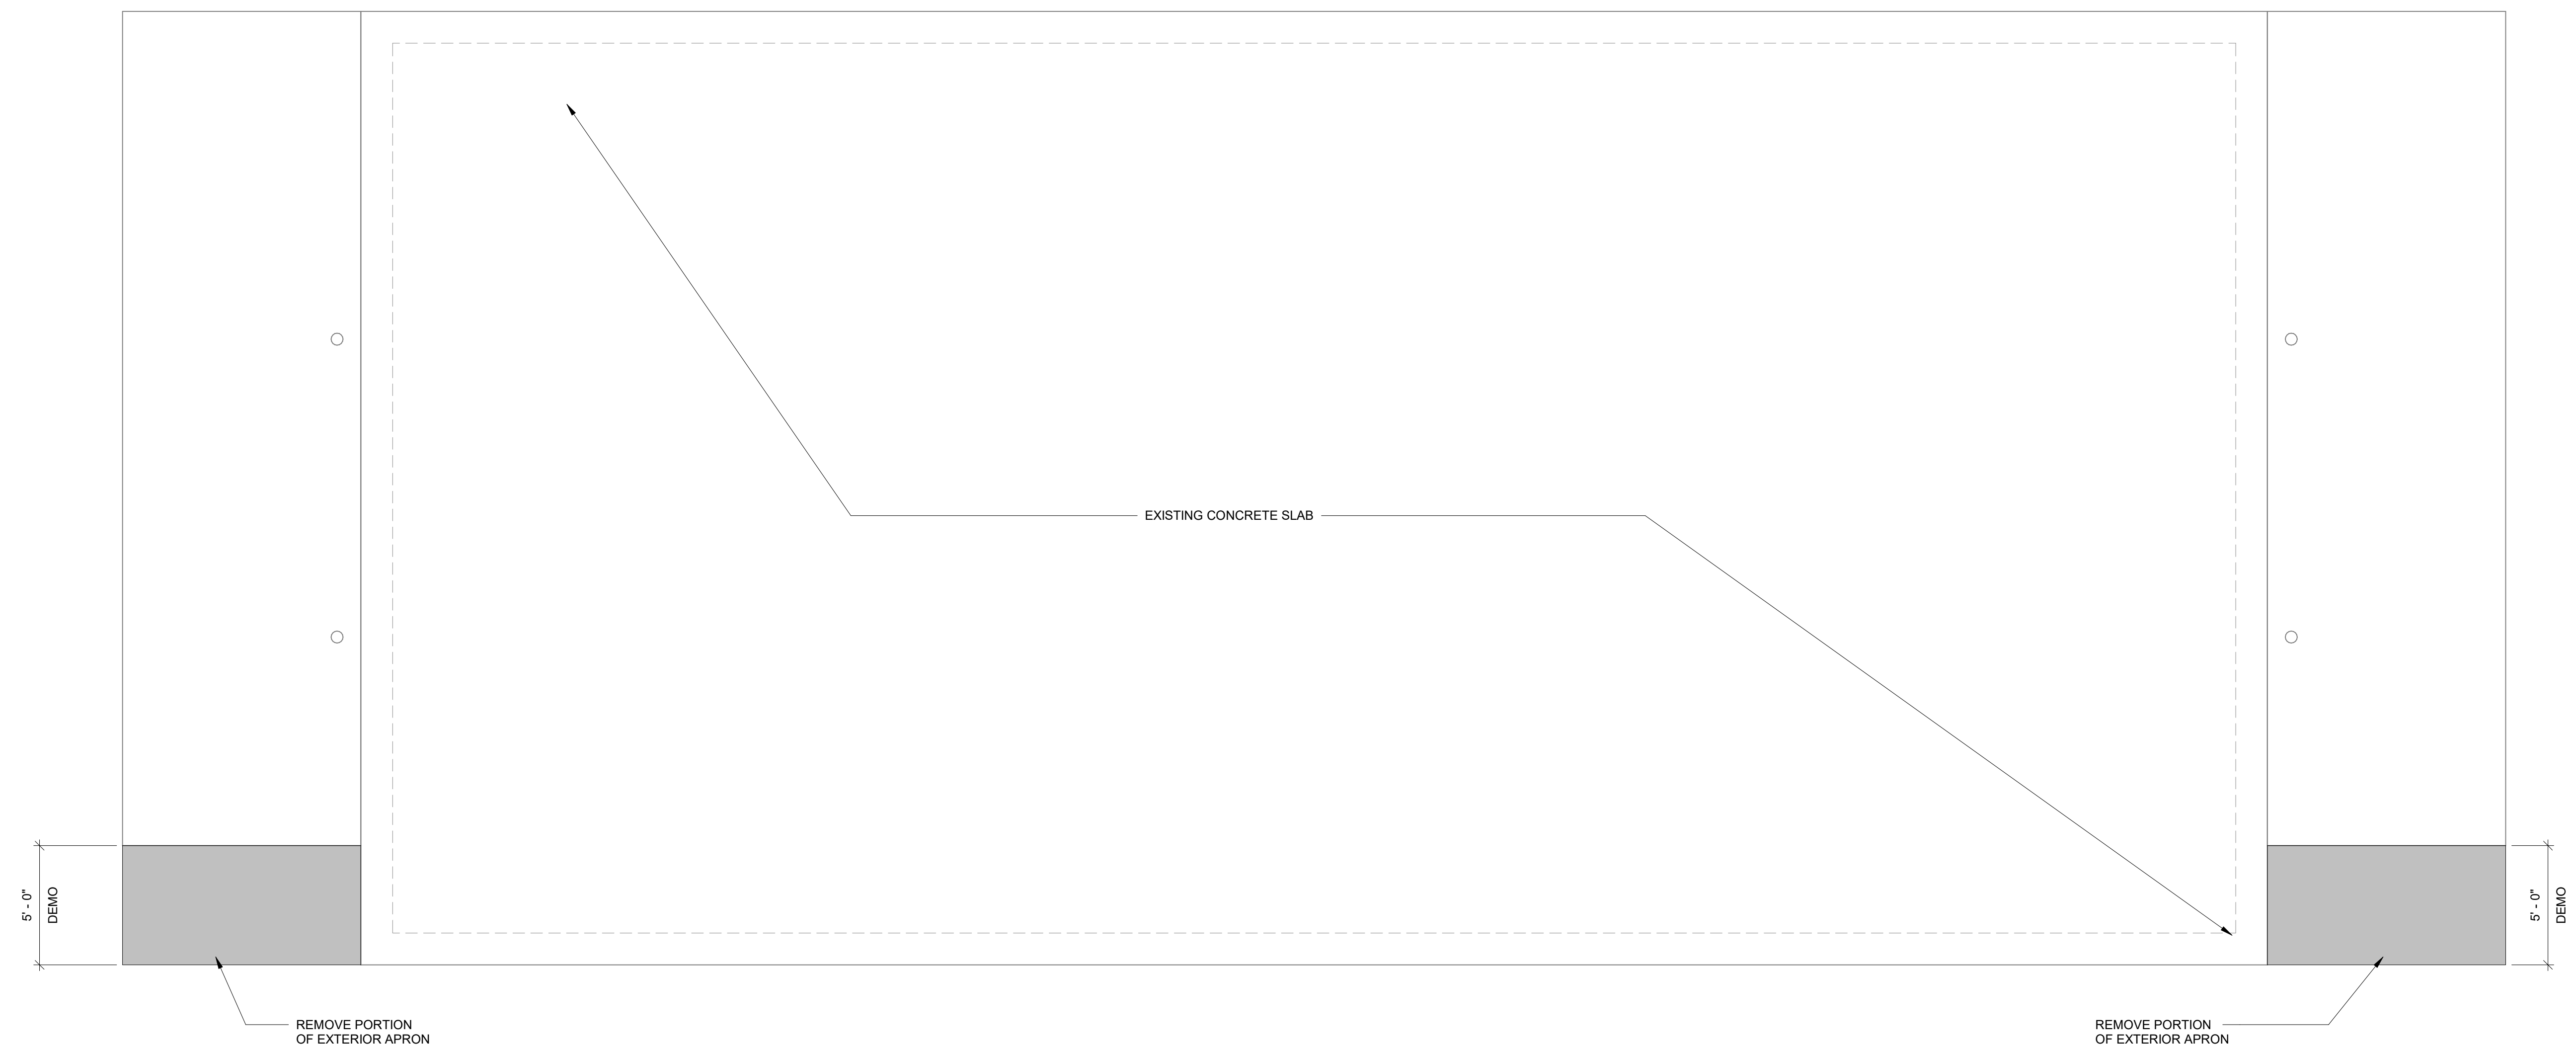 EXISTING CONCRETE SLAB
5' - 0"
DEMO
5' - 0"
DEMO
REMOVE PORTION
OF EXTERIOR APRON
REMOVE PORTION
OF EXTERIOR APRON